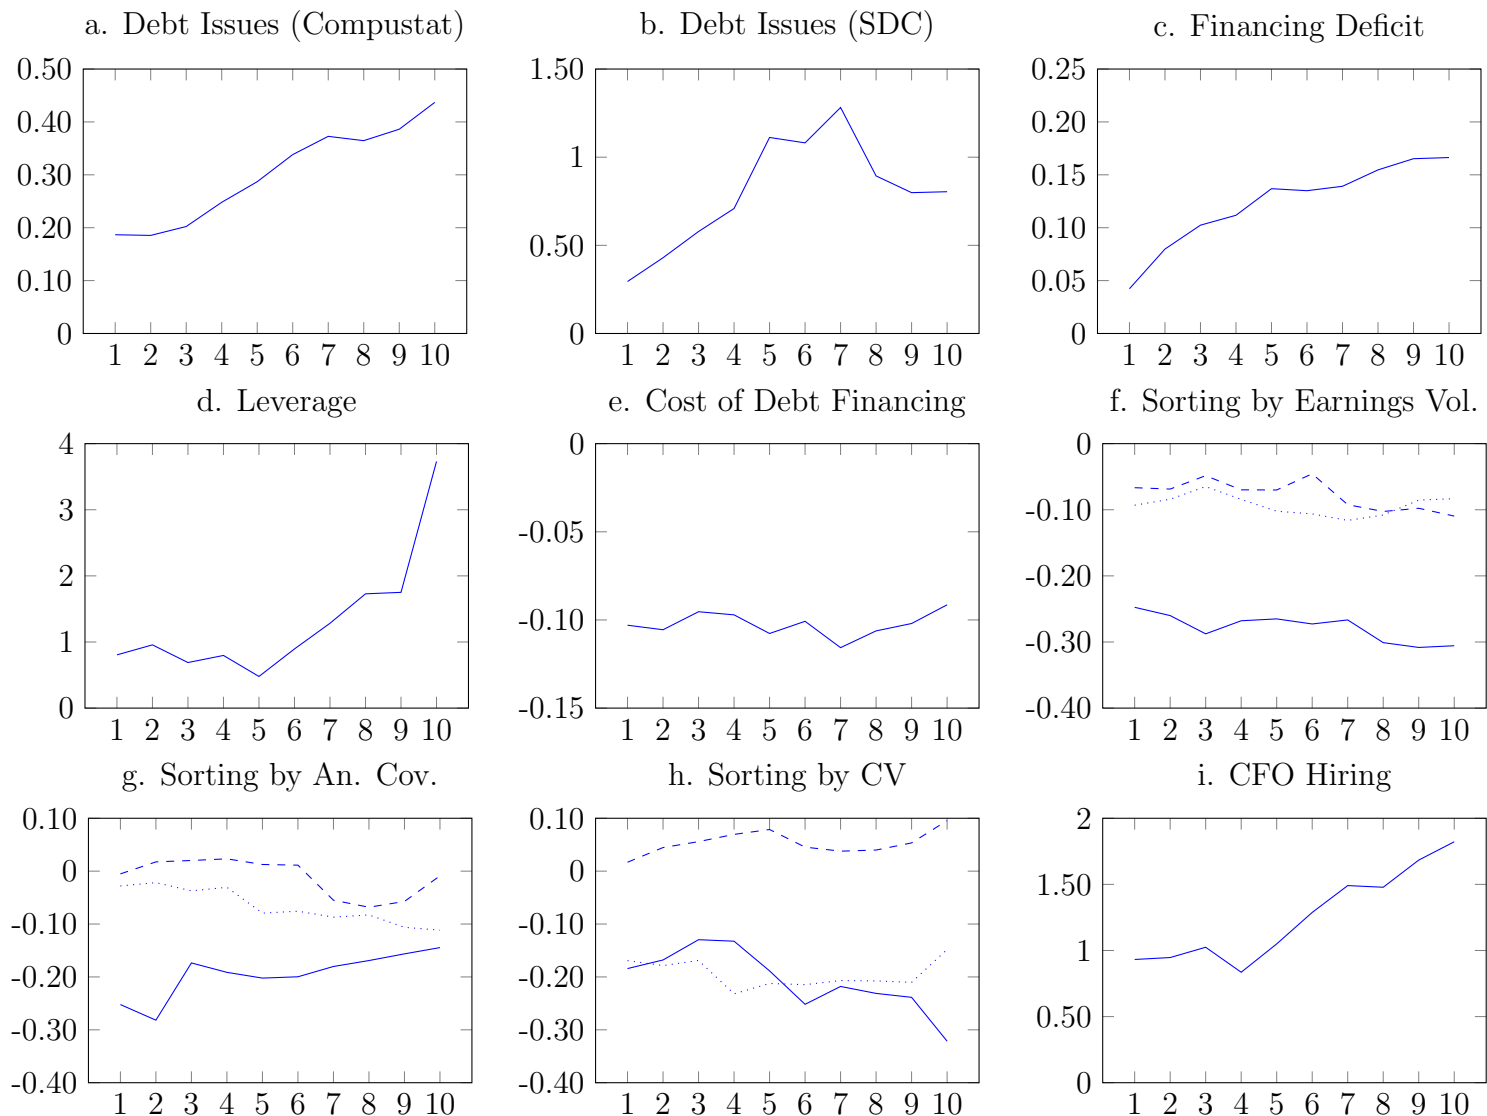 a. Debt Issues (Compustat)
0.50
0.40
0.30
0.20
0.10
0
1 2 3 4 5 6 7 8 9 10
b. Debt Issues (SDC)
1.50
1
0.50
0
1 2 3 4 5 6 7 8 9 10
c. Financing Deficit
0.25
0.20
0.15
0.10
0.05
0
1 2 3 4 5 6 7 8 9 10
d. Leverage
4
3
2
1
0
1 2 3 4 5 6 7 8 9 10
e. Cost of Debt Financing
0
-0.05
-0.10
-0.15
1 2 3 4 5 6 7 8 9 10
f. Sorting by Earnings Vol.
0
-0.10
-0.20
-0.30
-0.40
1 2 3 4 5 6 7 8 9 10
g. Sorting by An. Cov.
0.10
0
-0.10
-0.20
-0.30
-0.40
1 2 3 4 5 6 7 8 9 10
h. Sorting by CV
0.10
0
-0.10
-0.20
-0.30
-0.40
1 2 3 4 5 6 7 8 9 10
i. CFO Hiring
2
1.50
1
0.50
0
1 2 3 4 5 6 7 8 9 10